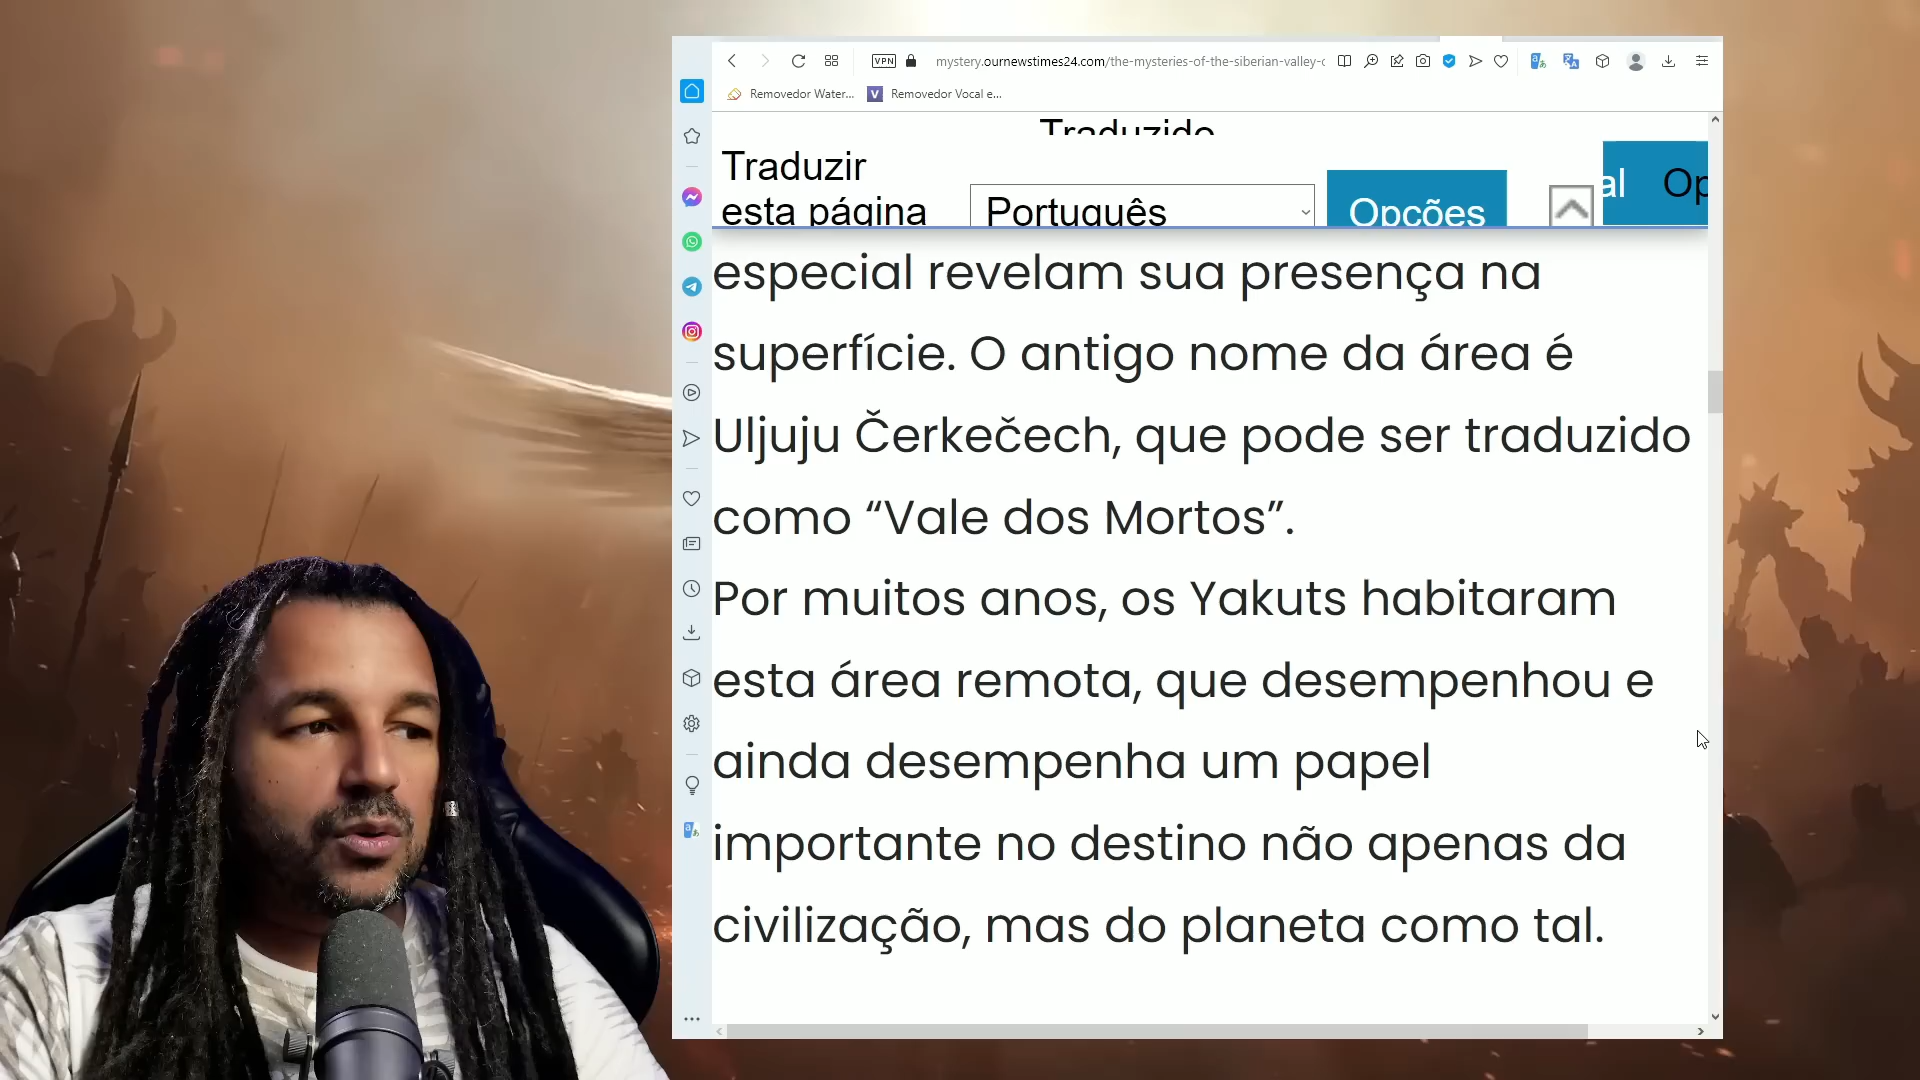 VPN
mystery.ournewstimes24.com/the-mysteries-of-the-siberian-valley-c
Removedor Water... Removedor Vocal e...
Traduzido
Traduzir
esta página
Português
Opções
al
Op
especial revelam sua presença na
superfície. O antigo nome da área é
Uljuju Čerkečech, que pode ser traduzido
como “Vale dos Mortos”.
Por muitos anos, os Yakuts habitaram
esta área remota, que desempenhou e
ainda desempenha um papel
importante no destino não apenas da
civilização, mas do planeta como tal.